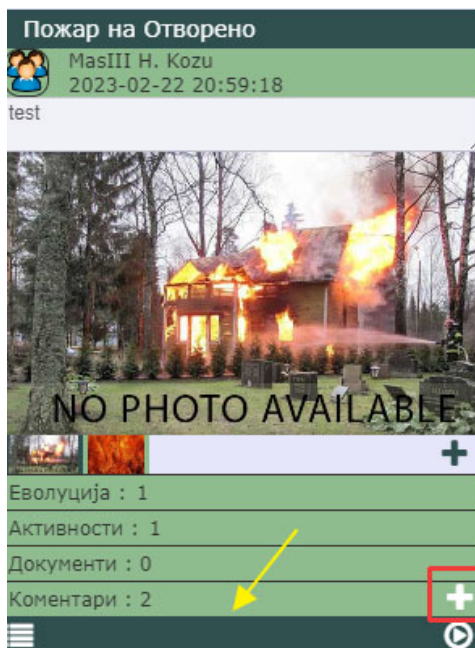 Пожар на Отворено
MasIII H. Kozu
2023-02-22 20:59:18
test
NO PHOTO AVAILABLE
Еволуција : 1
Активности : 1
Документи : 0
Коментари : 2